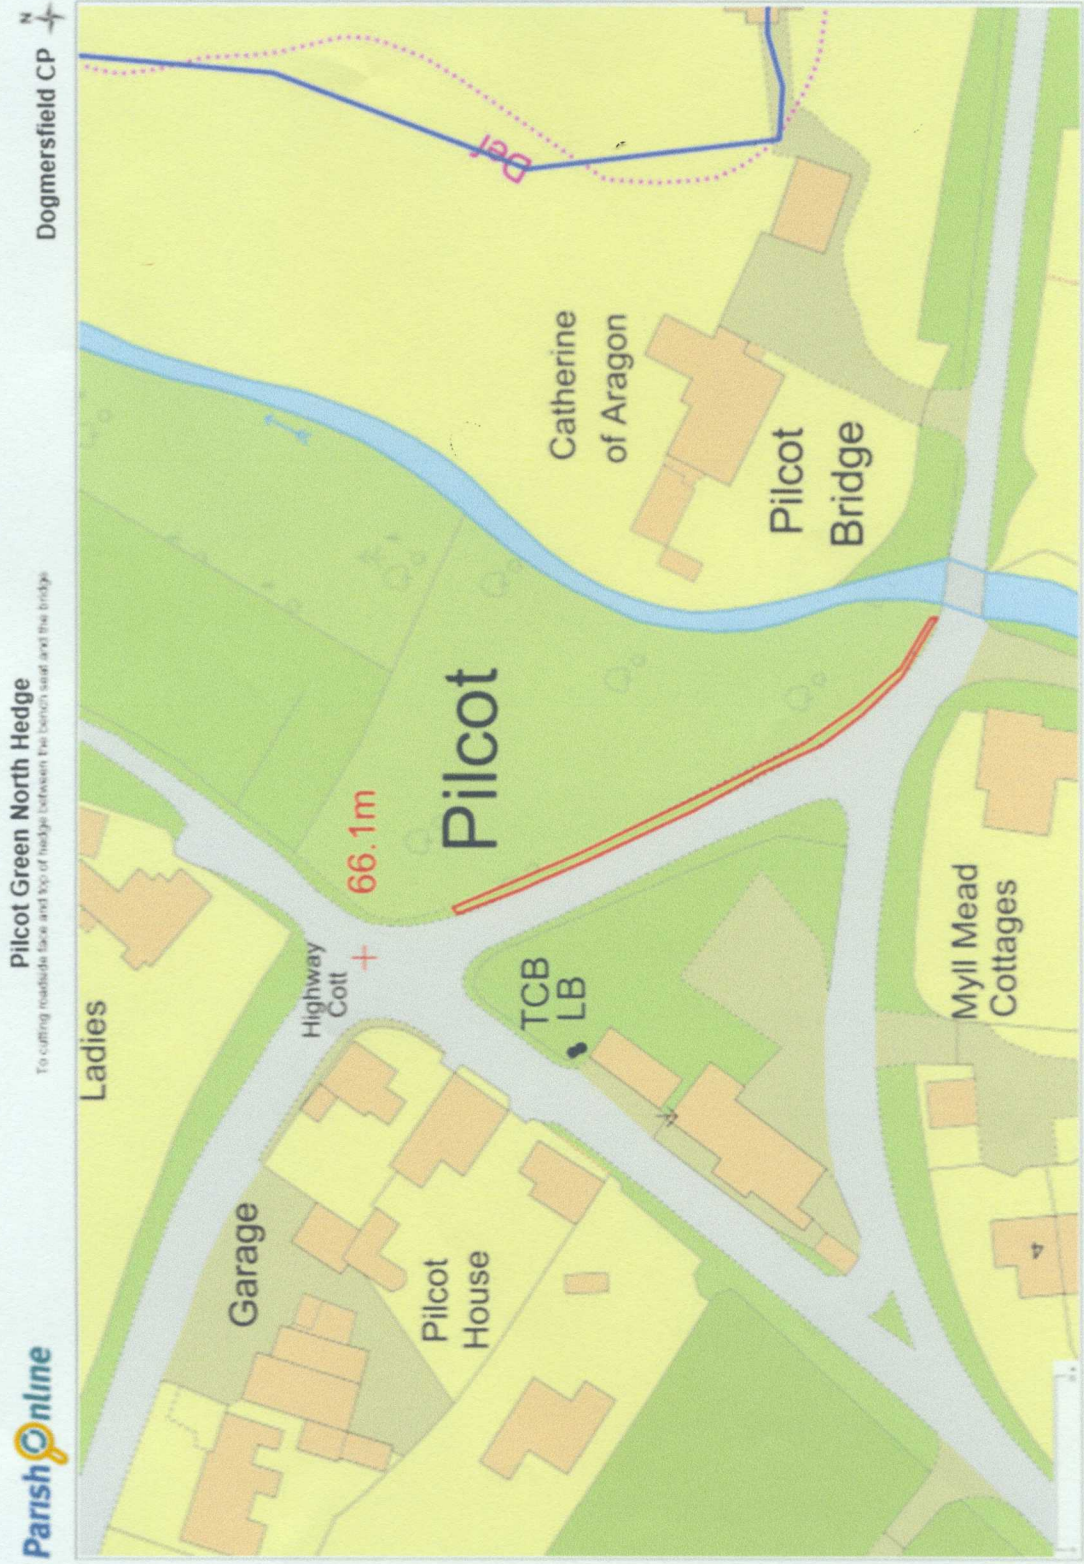 Parish Online
Pilcot Green North Hedge
To cutting roadside face and top of hedge between the bench seat and the bridge
Dogmersfield CP
N
Ladies
Highway
Cott
66.1m
Garage
Pilcot
House
TCB
LB
Pilcot
Def
Catherine
of Aragon
Pilcot
Bridge
Myll Mead
Cottages
4